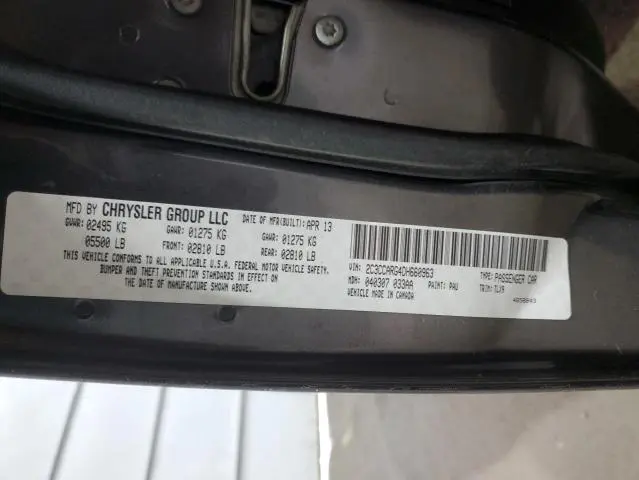 MFD BY CHRYSLER GROUP LLC DATE OF MFR(BUILT): APR 13
GVWR: 02495 KG GAWR: 01275 KG GAWR: 01275 KG
05500 LB FRONT: 02810 LB REAR: 02810 LB
THIS VEHICLE CONFORMS TO ALL APPLICABLE U.S.A. FEDERAL MOTOR VEHICLE SAFETY,
BUMPER AND THEFT PREVENTION STANDARDS IN EFFECT ON
THE DATE OF MANUFACTURE SHOWN ABOVE.
VIN: 2C3CCARG4DH660963 TYPE: PASSENGER CAR
MDH: 040307 033AA PAINT: PAU TRIM: TLX9
VEHICLE MADE IN CANADA